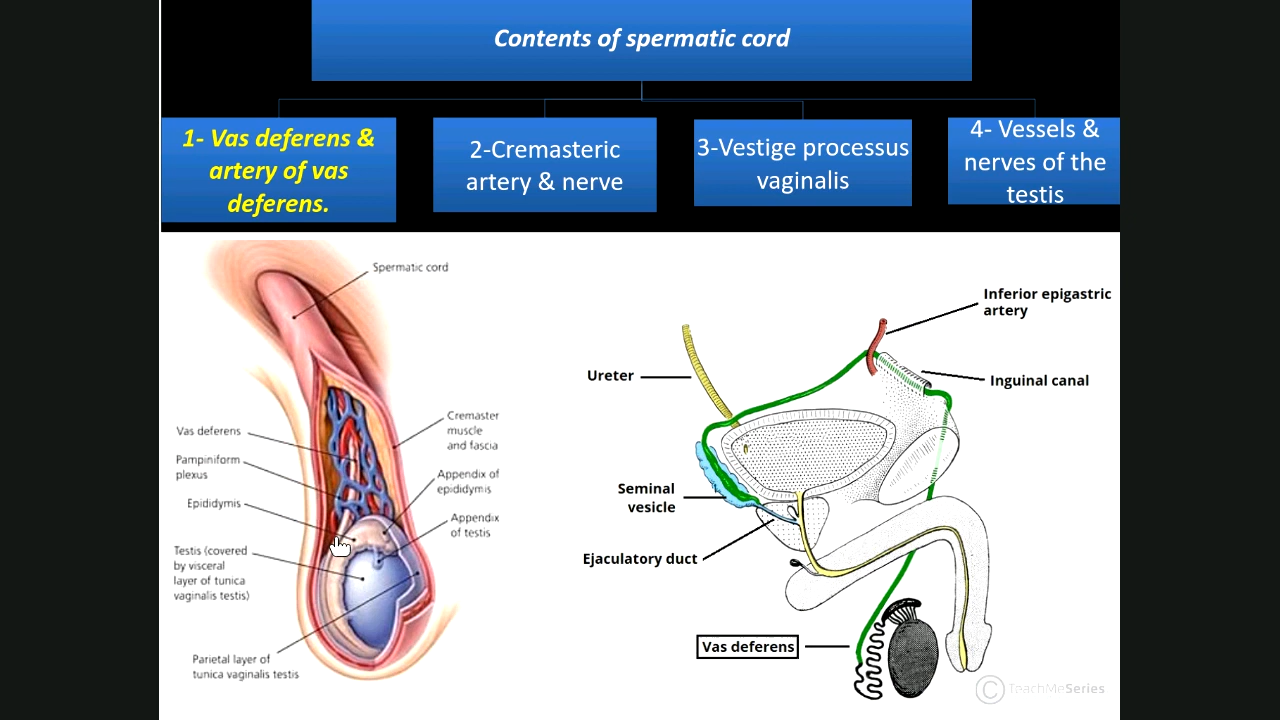 Contents of spermatic cord
1- Vas deferens &
artery of vas
deferens.
2-Cremasteric
artery & nerve
3-Vestige processus
vaginalis
4- Vessels &
nerves of the
testis
Spermatic cord
Vas deferens
Pampiniform
plexus
Epididymis
Testis (covered
by visceral
layer of tunica
vaginalis testis)
Parietal layer of
tunica vaginalis testis
Cremaster
muscle
and fascia
Appendix of
epididymis
Appendix
of testis
Inferior epigastric
artery
Ureter
Inguinal canal
Seminal
vesicle
Ejaculatory duct
Vas deferens
© TeachMeSeries.